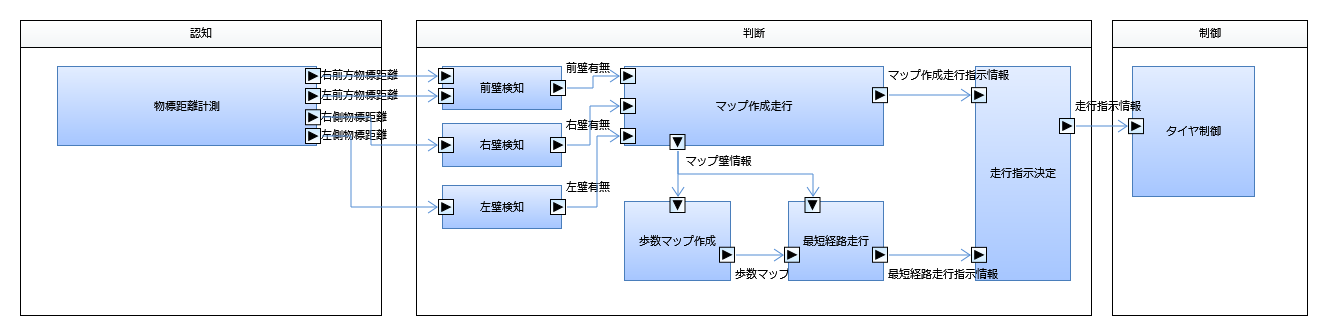 認知
判断
制御
物標距離計測
右前方物標距離
左前方物標距離
右側物標距離
左側物標距離
前壁検知
右壁検知
左壁検知
前壁有無
右壁有無
左壁有無
マップ作成走行
マップ壁情報
歩数マップ作成
歩数マップ
最短経路走行
マップ作成走行指示情報
最短経路走行指示情報
走行指示決定
走行指示情報
タイヤ制御